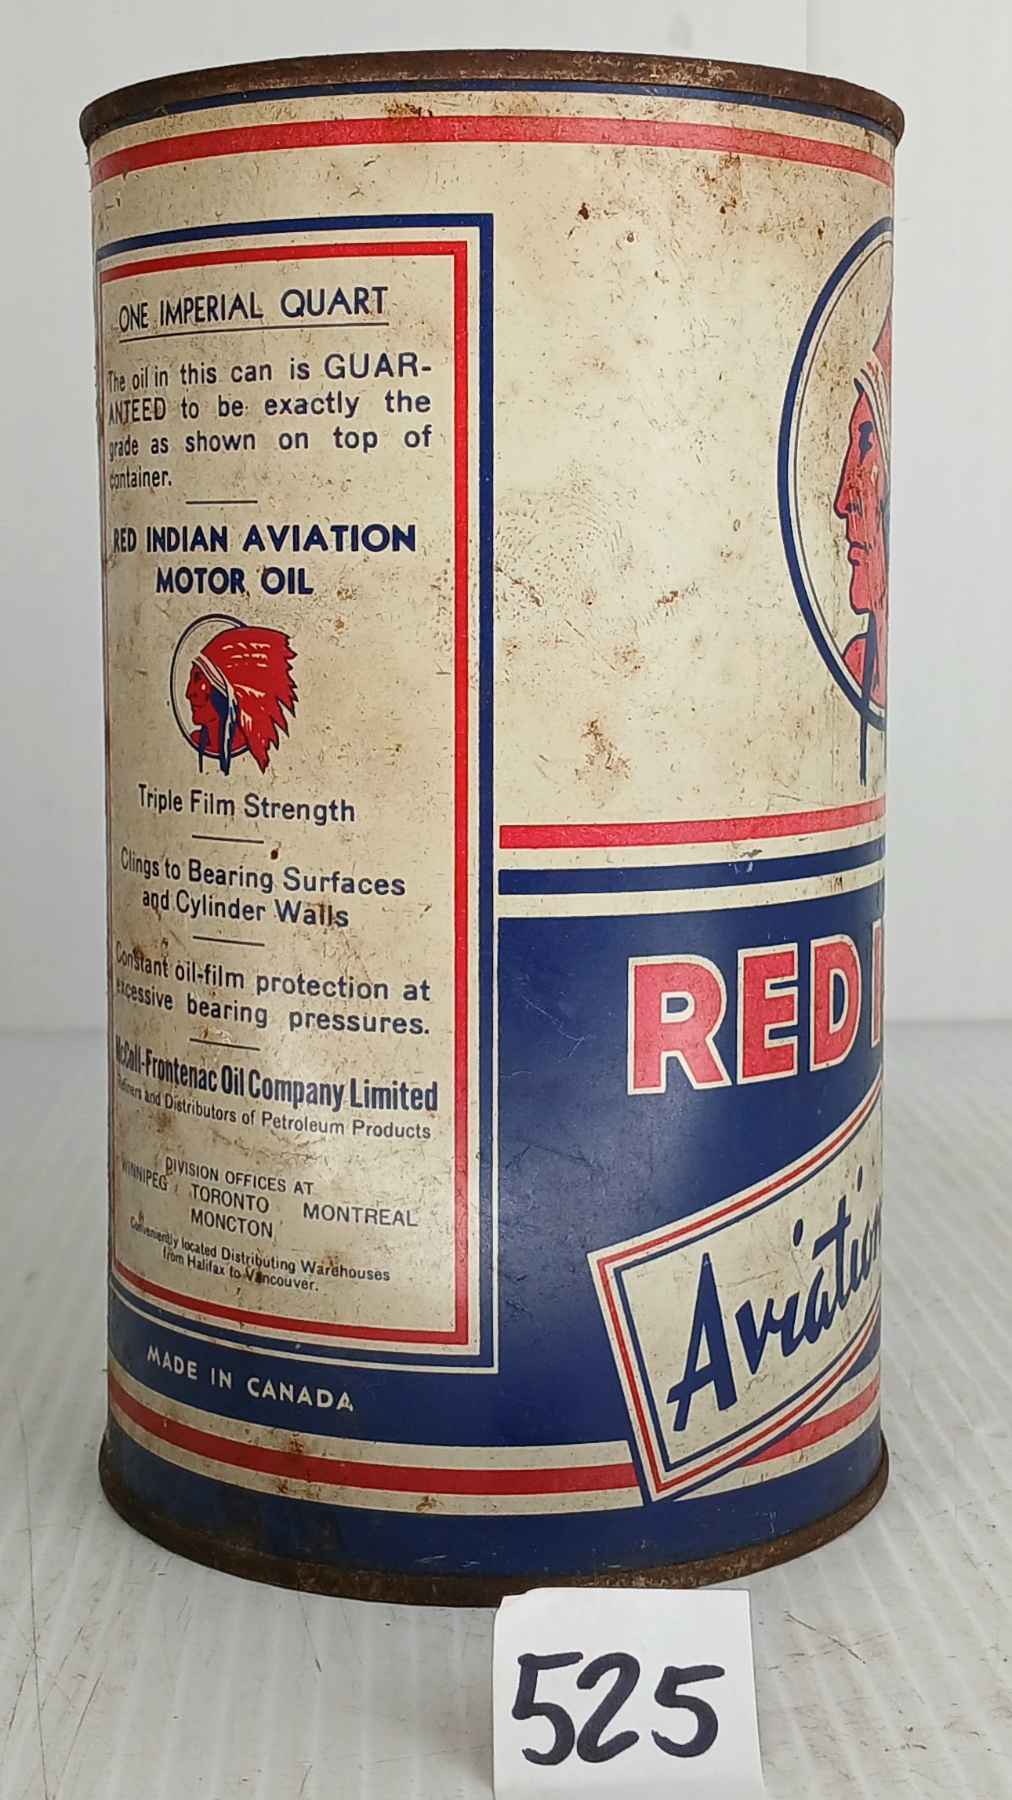 ONE IMPERIAL QUART
The oil in this can is GUAR-
ANTEED to be exactly the
grade as shown on top of
container.
RED INDIAN AVIATION
MOTOR OIL
Triple Film Strength
Clings to Bearing Surfaces
and Cylinder Walls
Constant oil-film protection at
excessive bearing pressures.
McColl-Frontenac Oil Company Limited
Refiners and Distributors of Petroleum Products
DIVISION OFFICES AT
WINNIPEG TORONTO MONTREAL
MONCTON
Conveniently located Distributing Warehouses
from Halifax to Vancouver.
MADE IN CANADA
RED I
Aviation
525